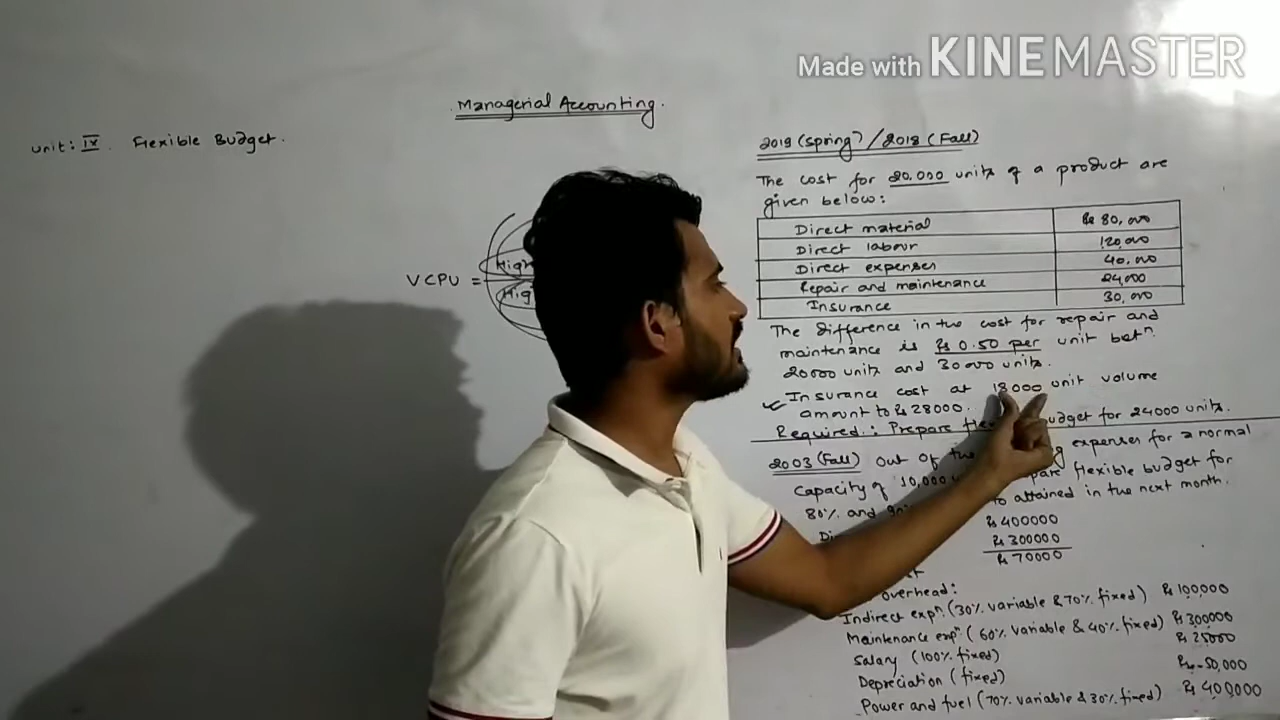 Made with KINEMASTER
Managerial Accounting.
Unit: IV. Flexible Budget.
VCPU =
2019 (Spring) / 2018 (Fall)
The cost for 20,000 units of a product are
given below:
Direct material Rs 80,000
Direct labour 120,000
Direct expenses 40,000
Repair and maintenance 24,000
Insurance 30,000
The difference in the cost for repair and
maintenance is Rs 0.50 per unit betn.
20000 units and 30000 units.
Insurance cost at 18000 unit volume
amount to Rs 28000.
Required: Prepare budget for 24000 units.
2003 (Fall) Out of the expenses for a normal
Capacity of 10,000 flexible budget for
80% and to attained in the next month.
Rs 400000
Rs 300000
Rs 70000
overhead:
Indirect expn (30% variable & 70% fixed) Rs 100,000
Maintenance expn (60% variable & 40% fixed) Rs 300000
Salary (100% fixed) Rs 25000
Depreciation (fixed) Rs 50,000
Power and fuel (70% variable & 30% fixed) Rs 400000